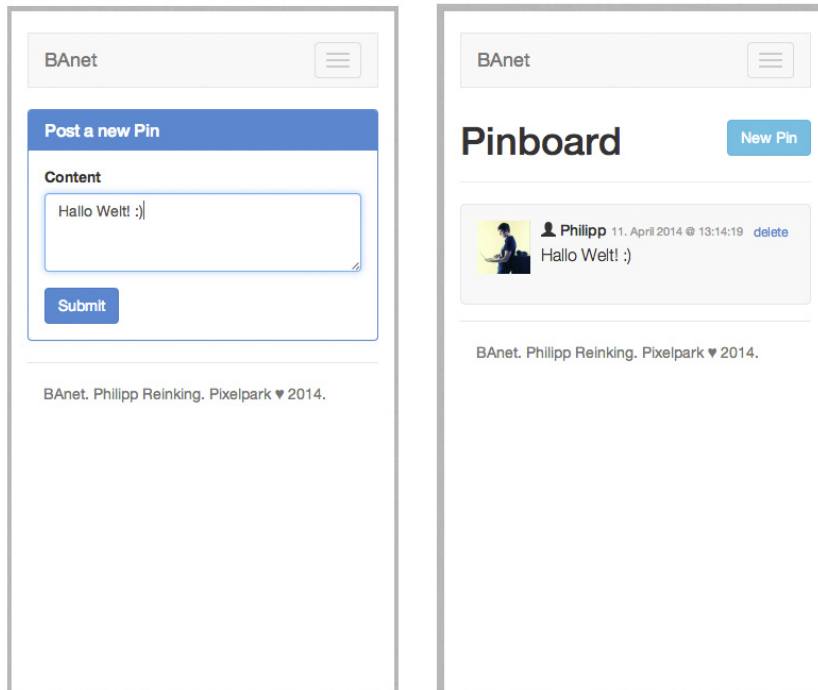 BAnet
Post a new Pin
Content
Hallo Welt! :)
Submit
BAnet. Philipp Reinking. Pixelpark ♥ 2014.
BAnet
Pinboard
New Pin
Philipp 11. April 2014 @ 13:14:19 delete
Hallo Welt! :)
BAnet. Philipp Reinking. Pixelpark ♥ 2014.